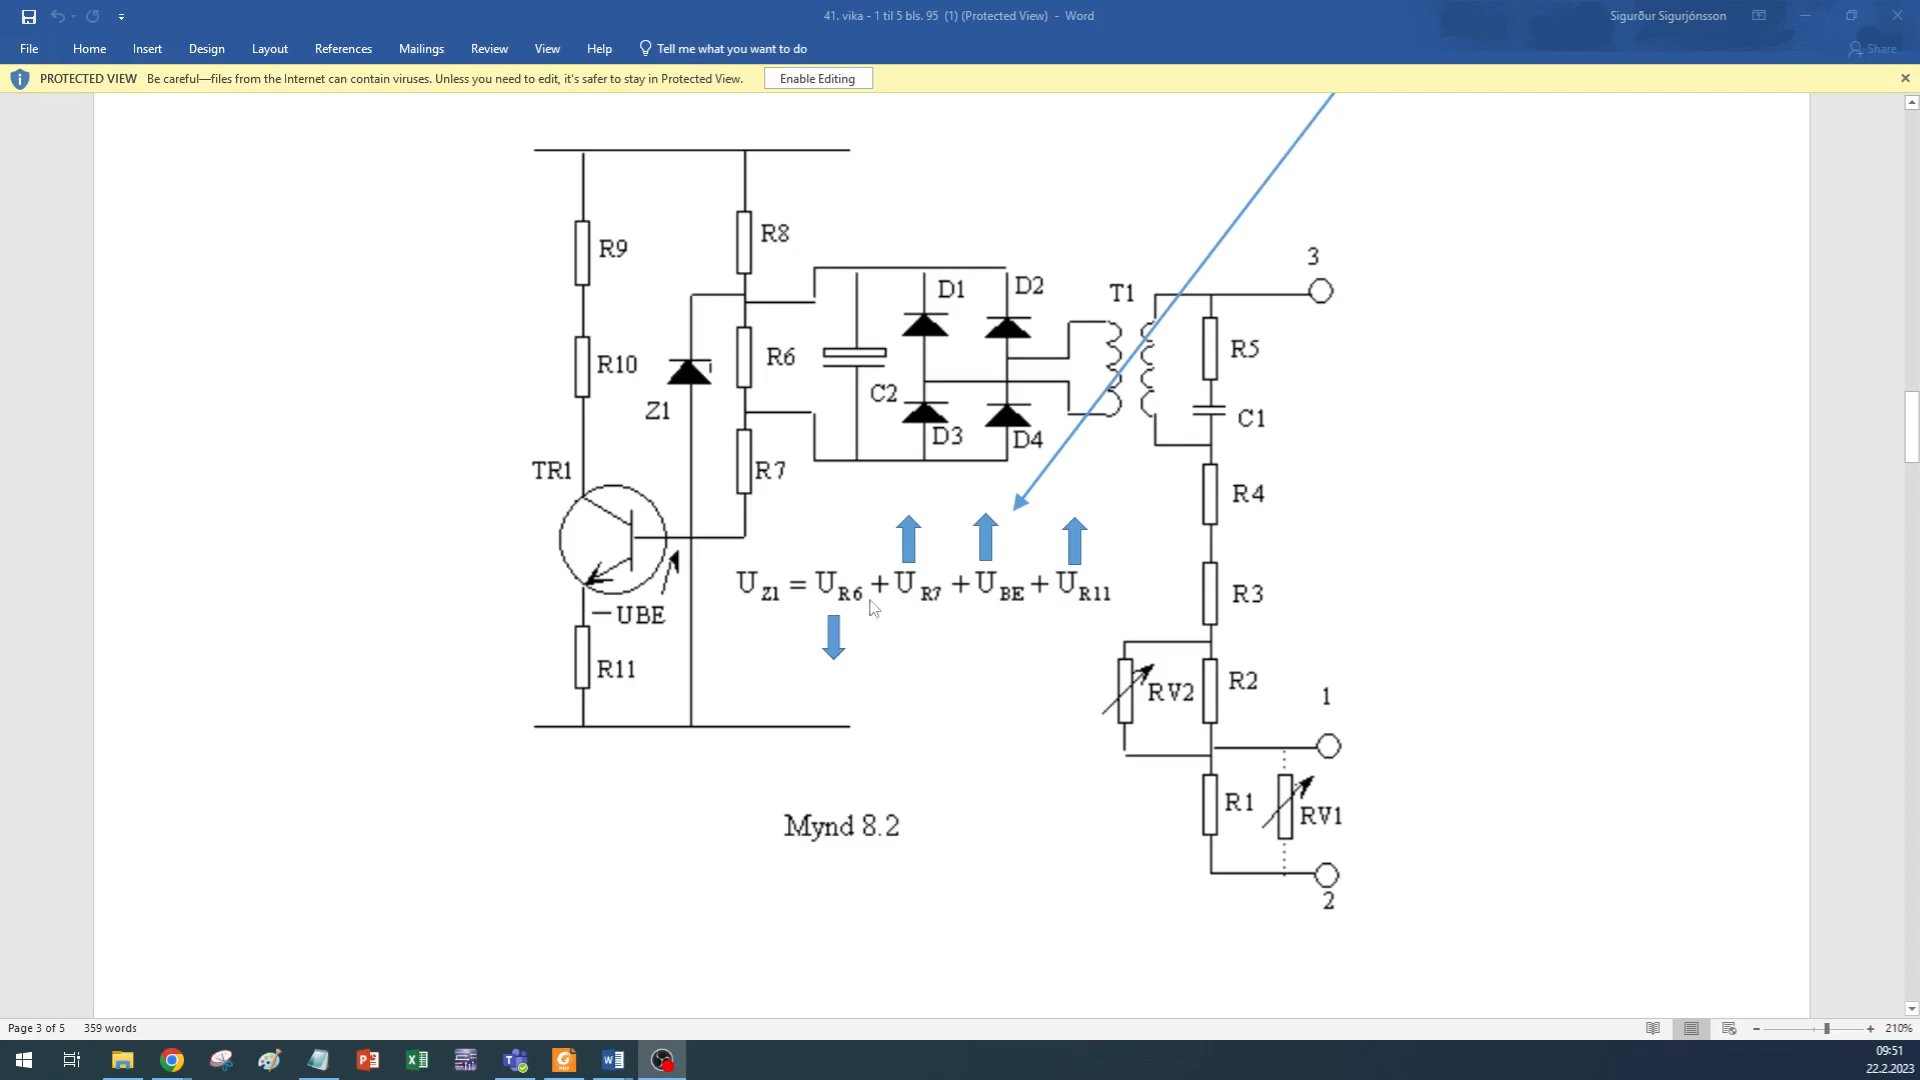 41. vika - 1 til 5 bls. 95 (1) (Protected View) - Word
Sigurður Sigurjónsson
File Home Insert Design Layout References Mailings Review View Help Tell me what you want to do
Share
PROTECTED VIEW Be careful—files from the Internet can contain viruses. Unless you need to edit, it's safer to stay in Protected View. Enable Editing
R9
R8
3
D1
D2
T1
R10
R6
R5
C2
Z1
C1
D3
D4
TR1
R7
R4
U Z1 = U R6 + U R7 + U BE + U R11
R3
—UBE
R11
RV2
R2
1
R1
RV1
Mynd 8.2
2
Page 3 of 5 359 words
210%
09:51
22.2.2023